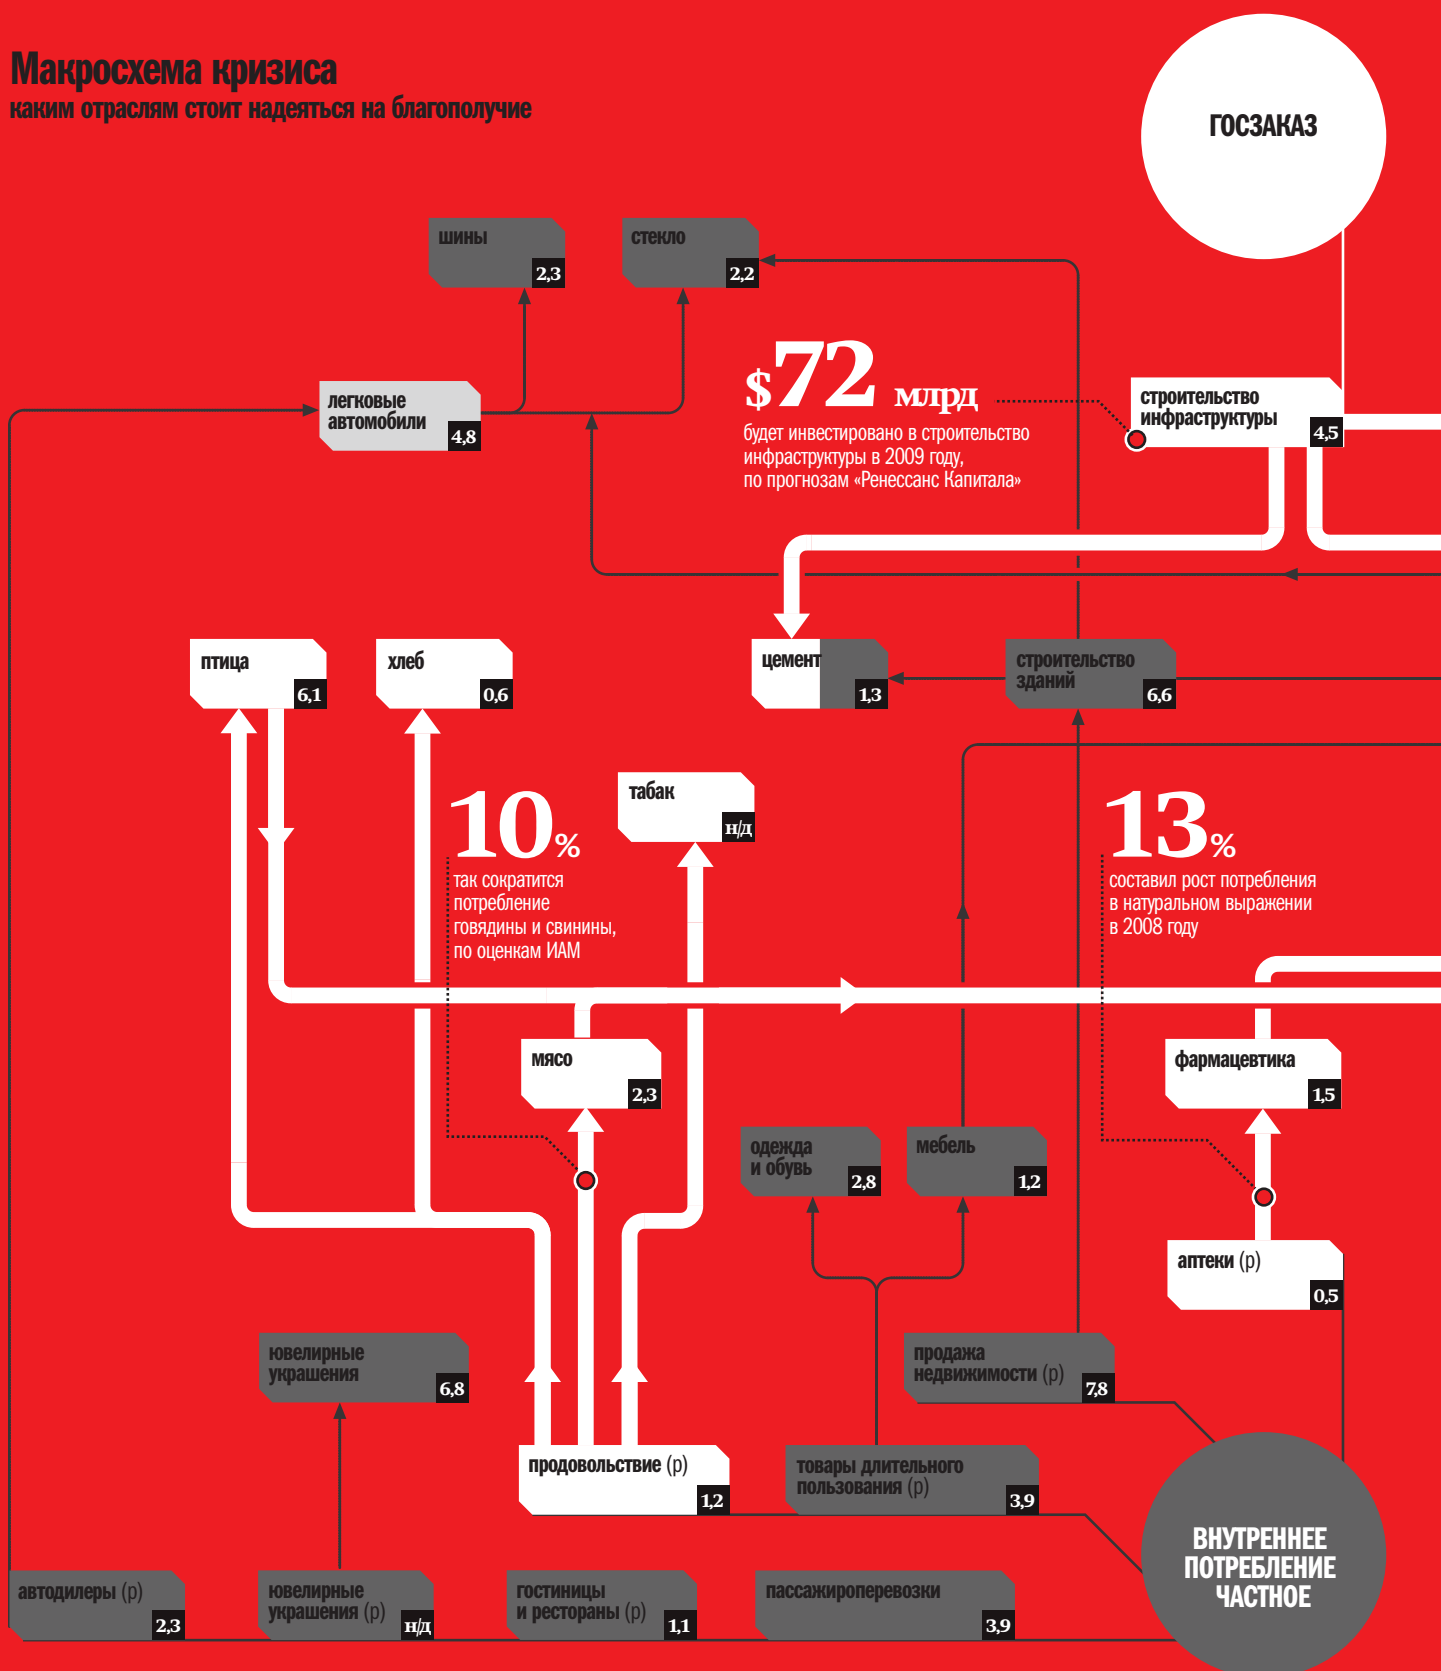 Макросхема кризиса
каким отраслям стоит надеяться на благополучие
ГОСЗАКАЗ
шины
2,3
стекло
2,2
$72 млрд
будет инвестировано в строительство
инфраструктуры в 2009 году,
по прогнозам «Ренессанс Капитала»
легковые
автомобили
4,8
строительство
инфраструктуры
4,5
птица
6,1
хлеб
0,6
цемент
1,3
строительство
зданий
6,6
табак
н/д
10%
так сократится
потребление
говядины и свинины,
по оценкам ИАМ
13%
составил рост потребления
в натуральном выражении
в 2008 году
мясо
2,3
фармацевтика
1,5
одежда
и обувь
2,8
мебель
1,2
аптеки (р)
0,5
ювелирные
украшения
6,8
продажа
недвижимости (р)
7,8
продовольствие (р)
1,2
товары длительного
пользования (р)
3,9
ВНУТРЕННЕЕ
ПОТРЕБЛЕНИЕ
ЧАСТНОЕ
автодилеры (р)
2,3
ювелирные
украшения (р)
н/д
гостиницы
и рестораны (р)
1,1
пассажироперевозки
3,9